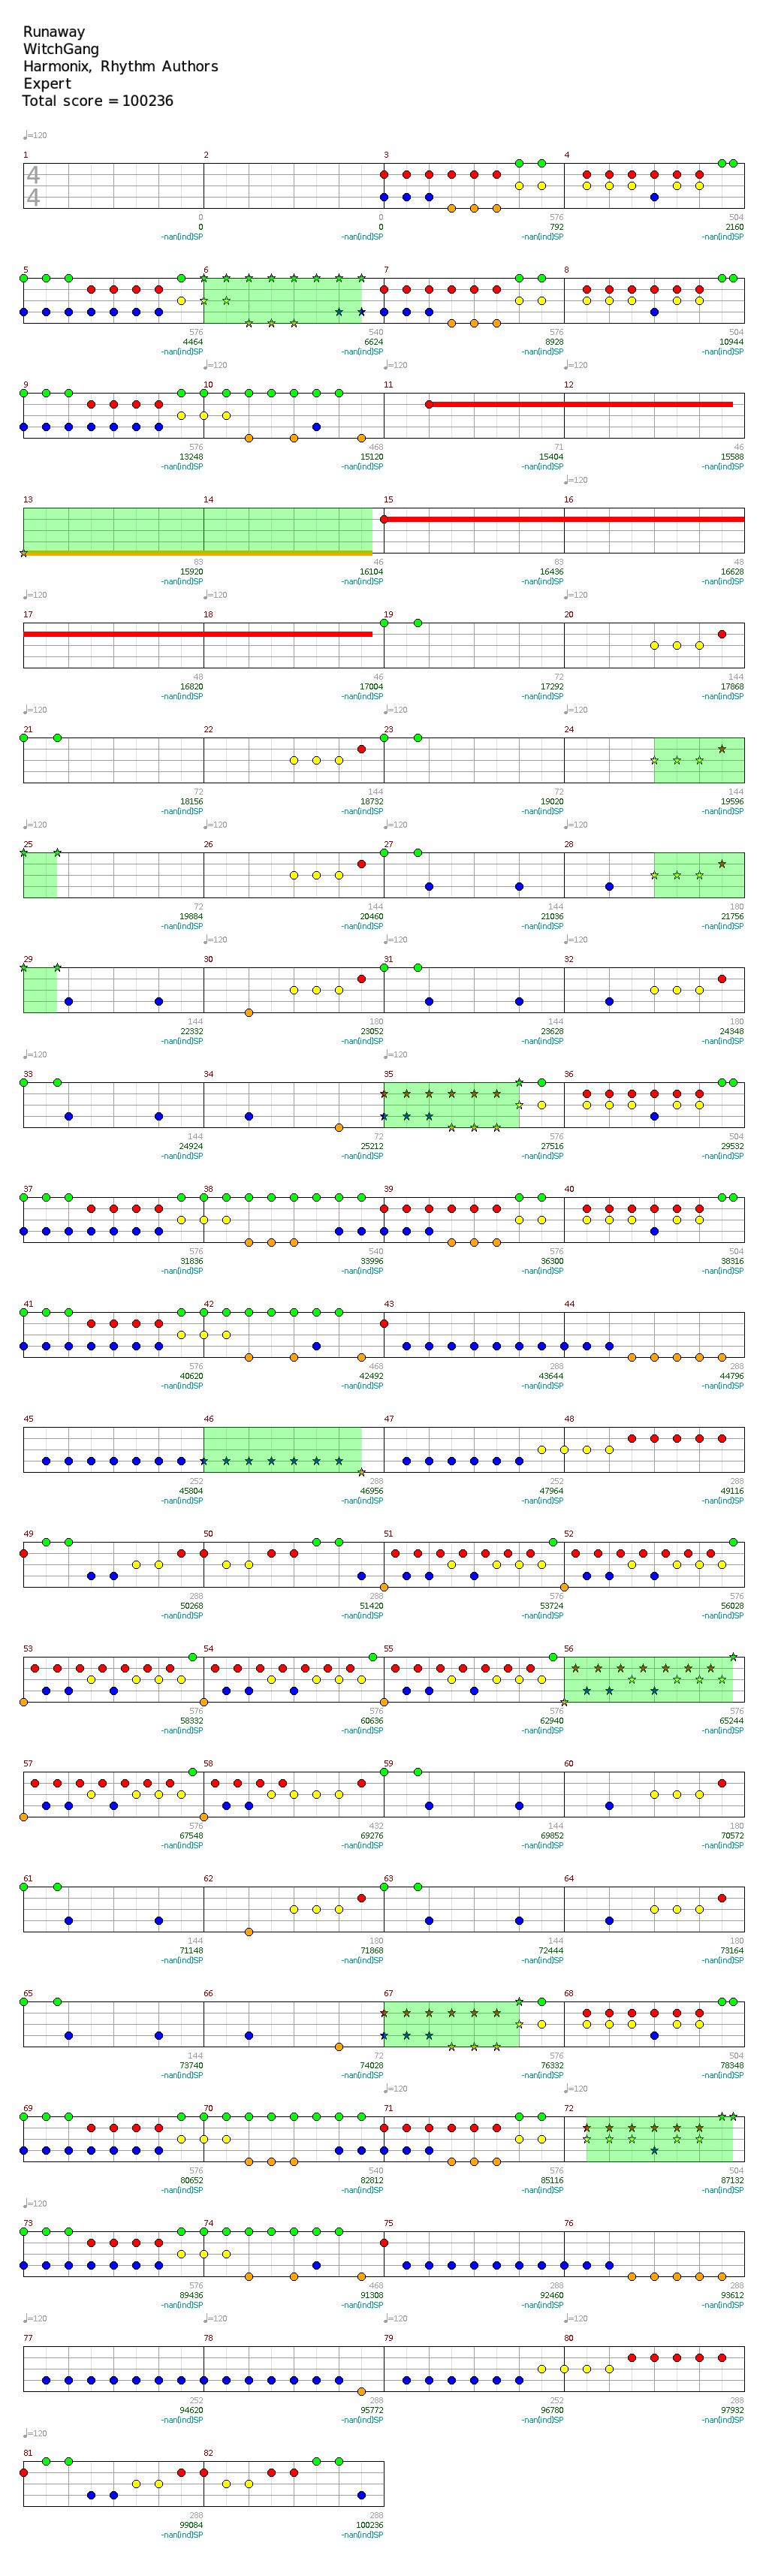 Runaway
WitchGang
Harmonix, Rhythm Authors
Expert
Total score = 100236
♩=120
1 2 3 4
4
4
0 0 576 504
0 0 792 2160
-nan(ind)SP -nan(ind)SP -nan(ind)SP -nan(ind)SP
5 6 7 8
576 540 576 504
4464 6624 8928 10944
-nan(ind)SP -nan(ind)SP -nan(ind)SP -nan(ind)SP
♩=120 ♩=120
9 10 11 12
576 468 71 46
13248 15120 15404 15588
-nan(ind)SP -nan(ind)SP -nan(ind)SP -nan(ind)SP
♩=120
13 14 15 16
83 46 83 48
15920 16104 16436 16628
-nan(ind)SP -nan(ind)SP -nan(ind)SP -nan(ind)SP
♩=120 ♩=120 ♩=120
17 18 19 20
48 46 72 144
16820 17004 17292 17868
-nan(ind)SP -nan(ind)SP -nan(ind)SP -nan(ind)SP
♩=120 ♩=120 ♩=120
21 22 23 24
72 144 72 144
18156 18732 19020 19596
-nan(ind)SP -nan(ind)SP -nan(ind)SP -nan(ind)SP
♩=120 ♩=120 ♩=120 ♩=120
25 26 27 28
72 144 144 180
19884 20460 21036 21756
-nan(ind)SP -nan(ind)SP -nan(ind)SP -nan(ind)SP
♩=120 ♩=120
29 30 31 32
144 180 144 180
22332 23052 23628 24348
-nan(ind)SP -nan(ind)SP -nan(ind)SP -nan(ind)SP
♩=120 ♩=120
33 34 35 36
144 72 576 504
24924 25212 27516 29532
-nan(ind)SP -nan(ind)SP -nan(ind)SP -nan(ind)SP
37 38 39 40
576 540 576 504
31836 33996 36300 38316
-nan(ind)SP -nan(ind)SP -nan(ind)SP -nan(ind)SP
41 42 43 44
576 468 288 288
40620 42492 43644 44796
-nan(ind)SP -nan(ind)SP -nan(ind)SP -nan(ind)SP
45 46 47 48
252 288 252 288
45804 46956 47964 49116
-nan(ind)SP -nan(ind)SP -nan(ind)SP -nan(ind)SP
49 50 51 52
288 288 576 576
50268 51420 53724 56028
-nan(ind)SP -nan(ind)SP -nan(ind)SP -nan(ind)SP
53 54 55 56
576 576 576 576
58332 60636 62940 65244
-nan(ind)SP -nan(ind)SP -nan(ind)SP -nan(ind)SP
57 58 59 60
576 432 144 180
67548 69276 69852 70572
-nan(ind)SP -nan(ind)SP -nan(ind)SP -nan(ind)SP
61 62 63 64
144 180 144 180
71148 71868 72444 73164
-nan(ind)SP -nan(ind)SP -nan(ind)SP -nan(ind)SP
65 66 67 68
144 72 576 504
73740 74028 76332 78348
-nan(ind)SP -nan(ind)SP -nan(ind)SP -nan(ind)SP
♩=120
69 70 71 72
576 540 576 504
80652 82812 85116 87132
-nan(ind)SP -nan(ind)SP -nan(ind)SP -nan(ind)SP
♩=120
73 74 75 76
576 468 288 288
89436 91308 92460 93612
-nan(ind)SP -nan(ind)SP -nan(ind)SP -nan(ind)SP
♩=120 ♩=120 ♩=120 ♩=120
77 78 79 80
252 288 252 288
94620 95772 96780 97932
-nan(ind)SP -nan(ind)SP -nan(ind)SP -nan(ind)SP
♩=120
81 82
288 288
99084 100236
-nan(ind)SP -nan(ind)SP